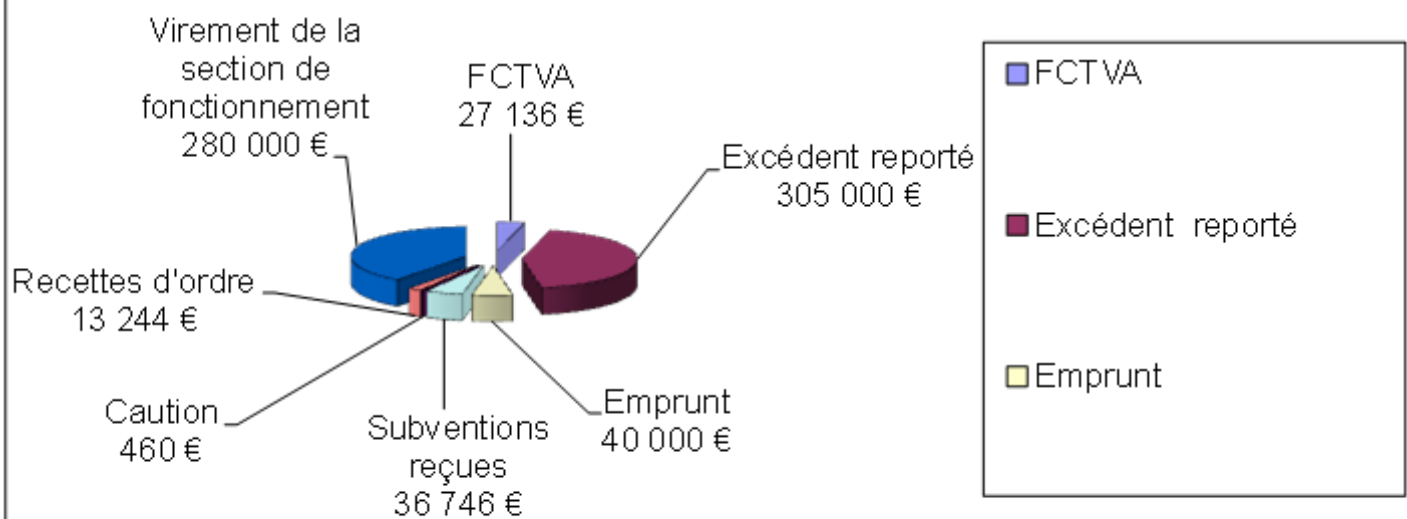 Virement de la
section de
fonctionnement
280 000 €
FCTVA
27 136 €
Excédent reporté
305 000 €
Recettes d'ordre
13 244 €
Caution
460 €
Subventions
reçues
36 746 €
Emprunt
40 000 €
FCTVA
Excédent reporté
Emprunt